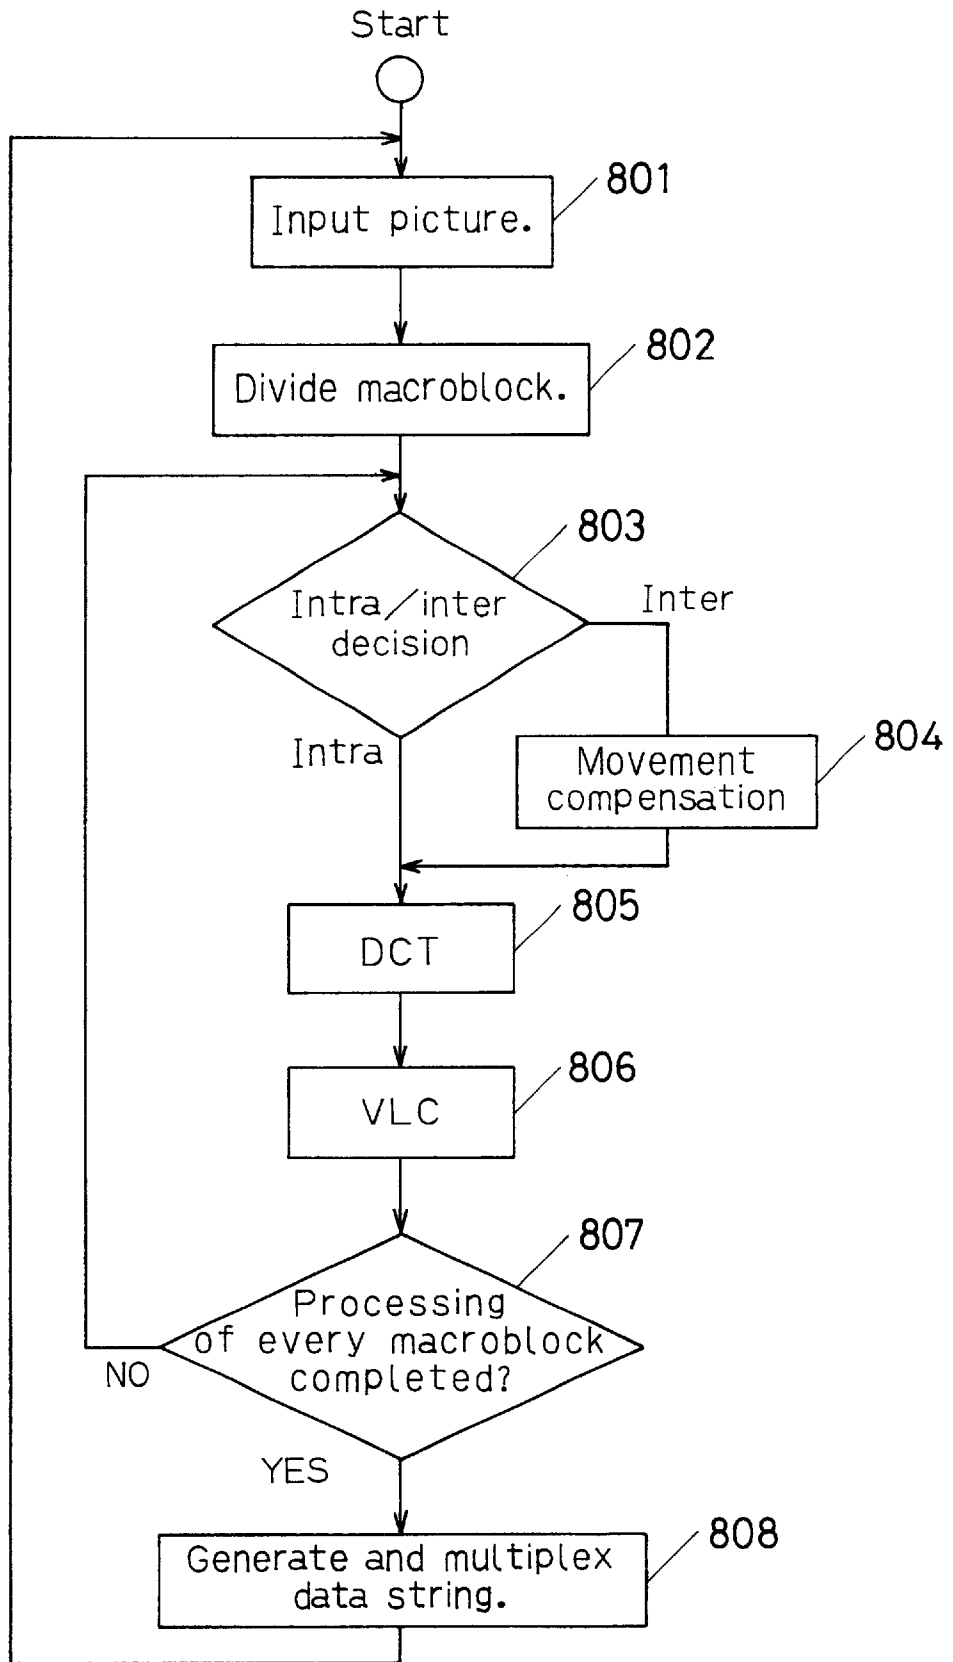 Start
801
Input picture.
802
Divide macroblock.
803
Intra/inter
decision
Inter
Intra
804
Movement
compensation
805
DCT
806
VLC
807
Processing
of every macroblock
completed?
NO
YES
808
Generate and multiplex
data string.